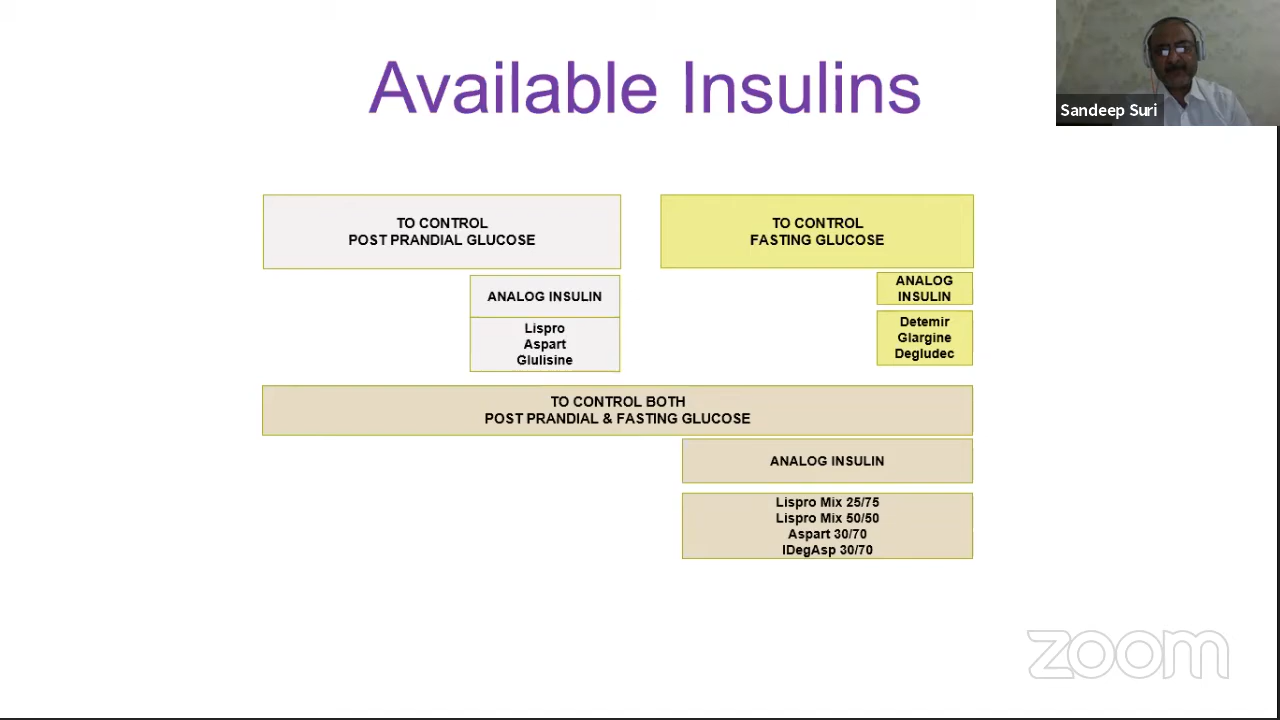 Available Insulins
Sandeep Suri
TO CONTROL
POST PRANDIAL GLUCOSE
TO CONTROL
FASTING GLUCOSE
ANALOG INSULIN
Lispro
Aspart
Glulisine
ANALOG
INSULIN
Detemir
Glargine
Degludec
TO CONTROL BOTH
POST PRANDIAL & FASTING GLUCOSE
ANALOG INSULIN
Lispro Mix 25/75
Lispro Mix 50/50
Aspart 30/70
IDegAsp 30/70
zoom